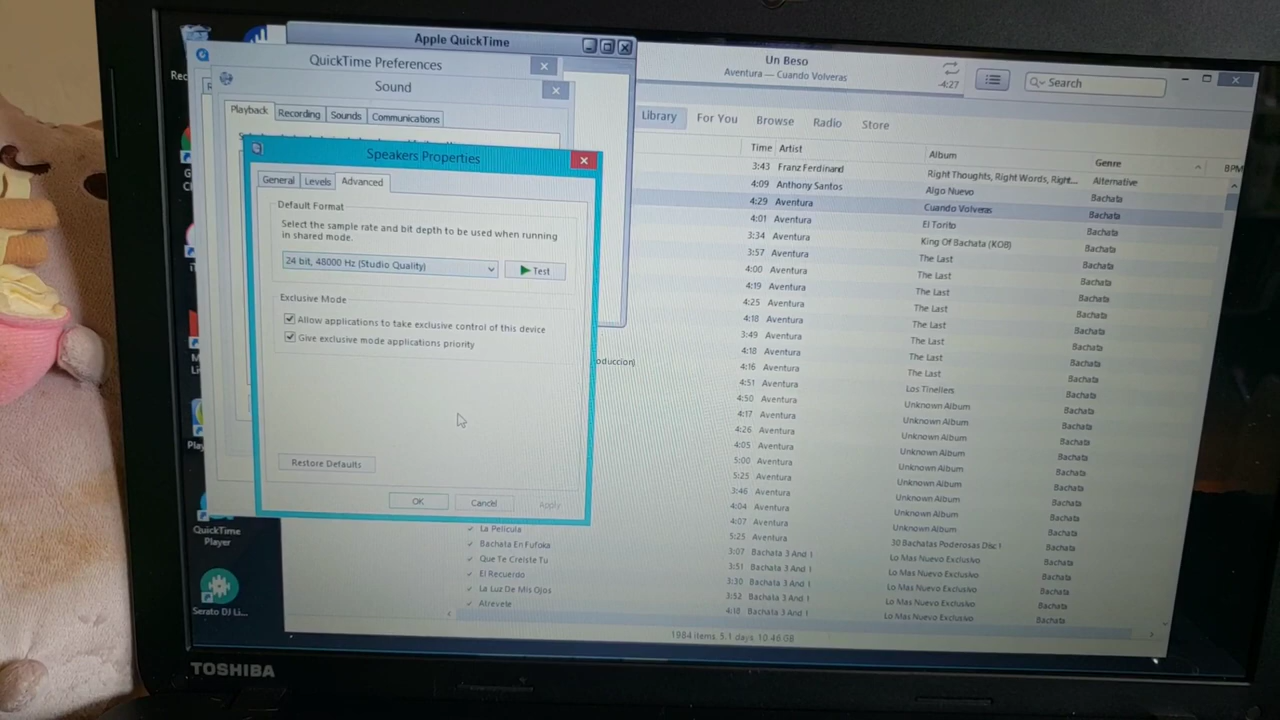 Apple QuickTime
QuickTime Preferences
Sound
Playback Recording Sounds Communications
Speakers Properties
General Levels Advanced
Default Format
Select the sample rate and bit depth to be used when running
in shared mode.
24 bit, 48000 Hz (Studio Quality)
Test
Exclusive Mode
Allow applications to take exclusive control of this device
Give exclusive mode applications priority
Restore Defaults
OK Cancel Apply
Un Beso
Aventura — Cuando Volveras
-4:27
Search
Library For You Browse Radio Store
Time Artist Album Genre BPM
3:43 Franz Ferdinand Right Thoughts, Right Words, Right... Alternative
4:09 Anthony Santos Algo Nuevo Bachata
4:29 Aventura Cuando Volveras Bachata
4:01 Aventura El Torito Bachata
3:34 Aventura King Of Bachata (KOB) Bachata
3:57 Aventura The Last Bachata
4:00 Aventura The Last Bachata
4:19 Aventura The Last Bachata
4:25 Aventura The Last Bachata
4:18 Aventura The Last Bachata
3:49 Aventura The Last Bachata
4:18 Aventura The Last Bachata
oduccion) 4:16 Aventura The Last Bachata
4:51 Aventura Los Tinellers Bachata
4:50 Aventura Unknown Album Bachata
4:17 Aventura Unknown Album Bachata
4:26 Aventura Unknown Album Bachata
4:05 Aventura Unknown Album Bachata
5:00 Aventura Unknown Album Bachata
5:25 Aventura Unknown Album Bachata
3:46 Aventura Unknown Album Bachata
4:04 Aventura Unknown Album Bachata
4:07 Aventura Unknown Album Bachata
La Pelicula 5:25 Aventura 30 Bachatas Poderosas Disc 1 Bachata
Bachata En Fufoka 3:07 Bachata 3 And 1 Lo Mas Nuevo Exclusivo Bachata
Que Te Creiste Tu 3:51 Bachata 3 And 1 Lo Mas Nuevo Exclusivo Bachata
El Recuerdo 3:30 Bachata 3 And 1 Lo Mas Nuevo Exclusivo Bachata
La Luz De Mis Ojos 3:52 Bachata 3 And 1 Lo Mas Nuevo Exclusivo Bachata
Atrevete 4:10 Bachata 3 And 1 Lo Mas Nuevo Exclusivo Bachata
1984 items, 5.1 days, 10.46 GB
QuickTime
Player
Serato DJ Li...
TOSHIBA